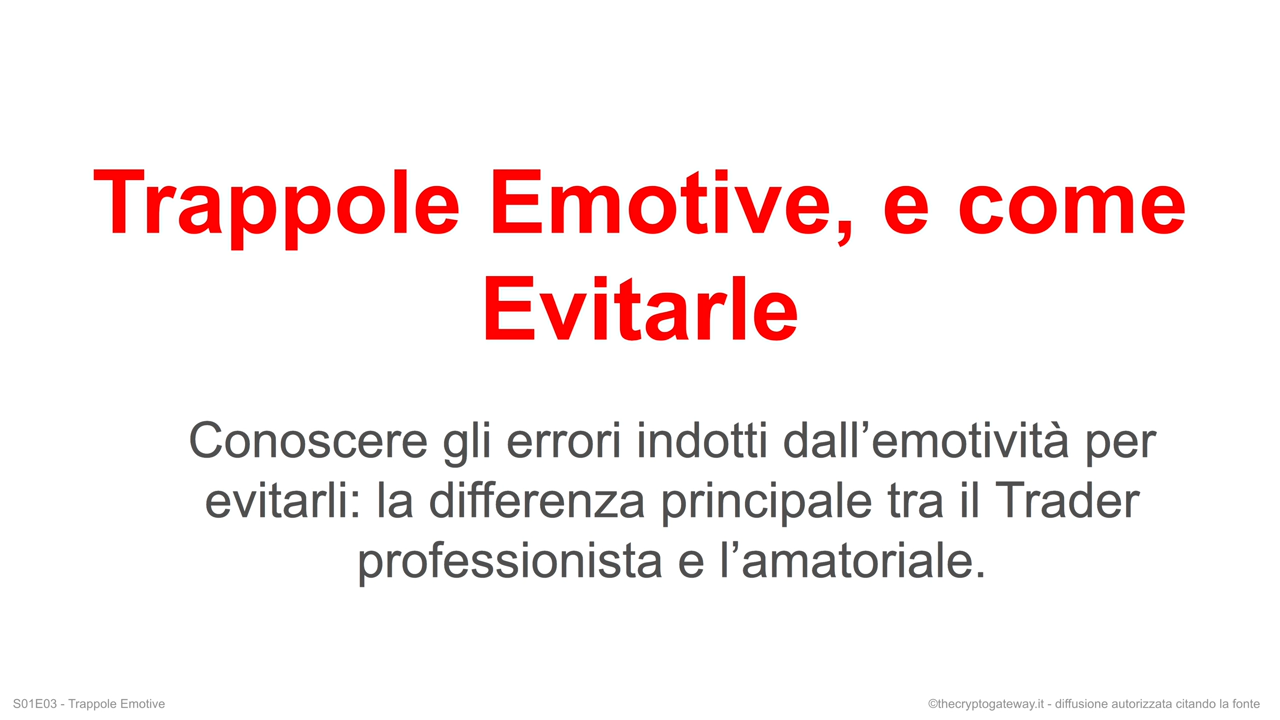 Trappole Emotive, e come
Evitarle
Conoscere gli errori indotti dall’emotività per
evitarli: la differenza principale tra il Trader
professionista e l’amatoriale.
S01E03 - Trappole Emotive
©thecryptogateway.it - diffusione autorizzata citando la fonte